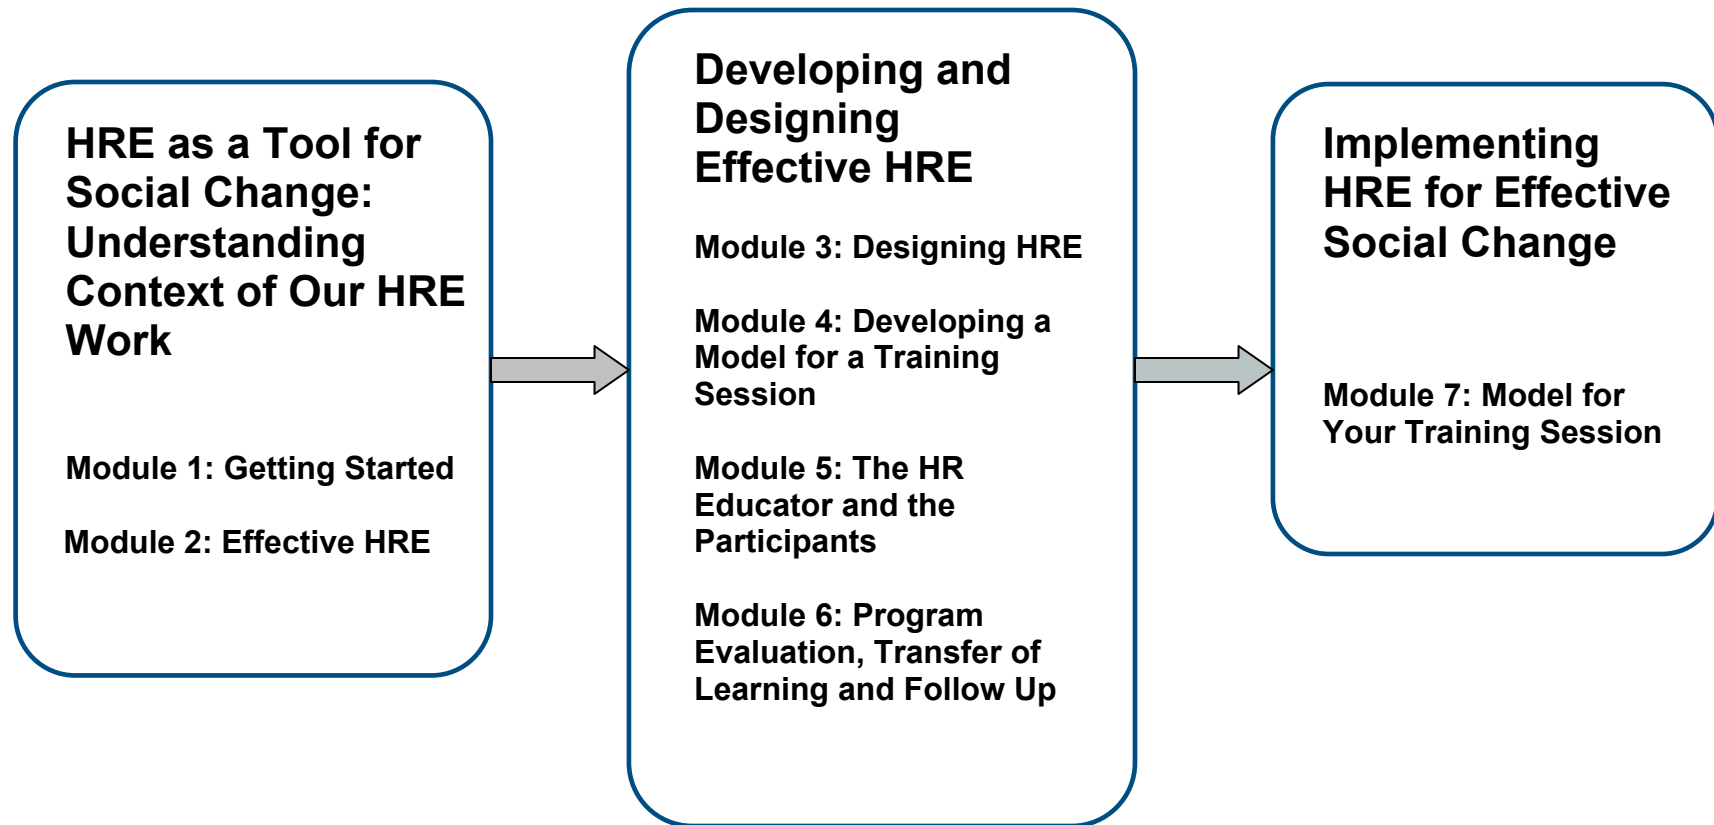 HRE as a Tool for
Social Change:
Understanding
Context of Our HRE
Work
Module 1: Getting Started
Module 2: Effective HRE
Developing and
Designing
Effective HRE
Module 3: Designing HRE
Module 4: Developing a
Model for a Training
Session
Module 5: The HR
Educator and the
Participants
Module 6: Program
Evaluation, Transfer of
Learning and Follow Up
Implementing
HRE for Effective
Social Change
Module 7: Model for
Your Training Session